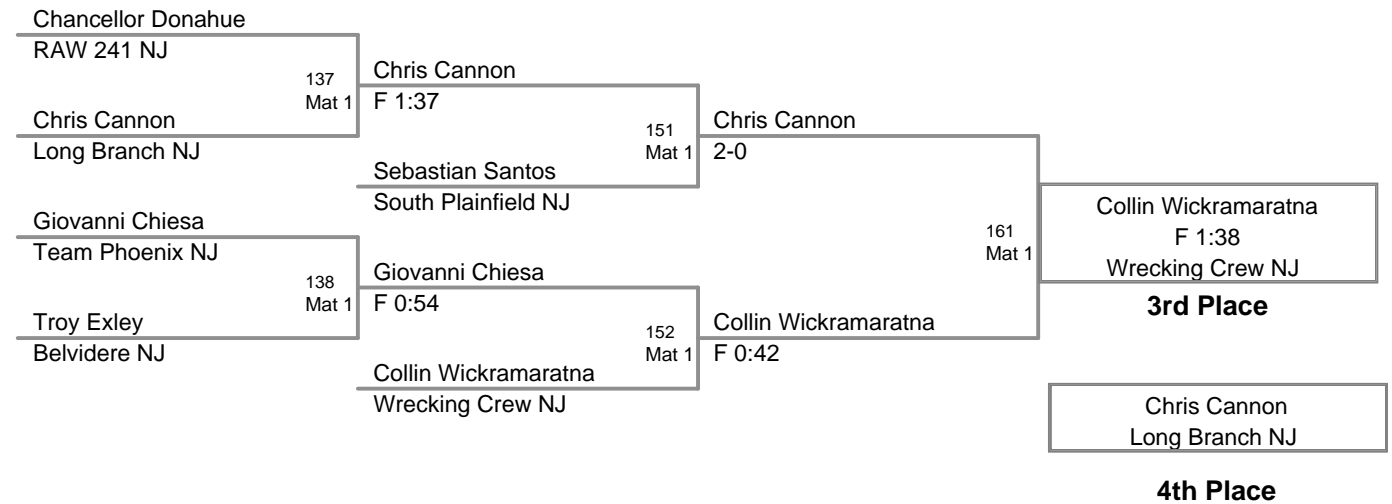 Chancellor Donahue
RAW 241 NJ
137
Mat 1
Chris Cannon
Long Branch NJ
Chris Cannon
F 1:37
151
Mat 1
Sebastian Santos
South Plainfield NJ
Chris Cannon
2-0
Giovanni Chiesa
Team Phoenix NJ
138
Mat 1
Troy Exley
Belvidere NJ
Giovanni Chiesa
F 0:54
152
Mat 1
Collin Wickramaratna
Wrecking Crew NJ
Collin Wickramaratna
F 0:42
161
Mat 1
Collin Wickramaratna
F 1:38
Wrecking Crew NJ
3rd Place
Chris Cannon
Long Branch NJ
4th Place